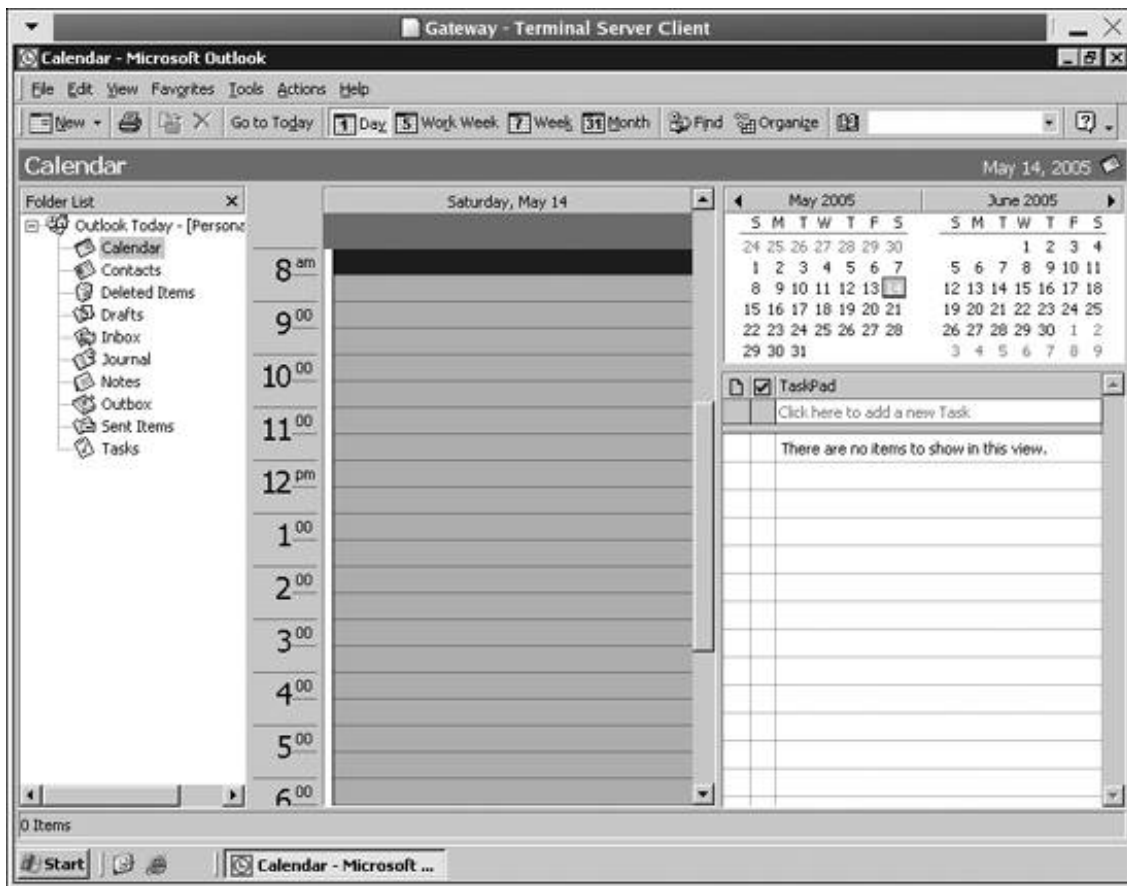 Gateway - Terminal Server Client
Calendar - Microsoft Outlook
File Edit View Favorites Tools Actions Help
New Go to Today 1 Day 5 Work Week 7 Week 31 Month Find Organize
Calendar May 14, 2005
Folder List
Outlook Today - [Persona
Calendar
Contacts
Deleted Items
Drafts
Inbox
Journal
Notes
Outbox
Sent Items
Tasks
Saturday, May 14
8 am
9 00
10 00
11 00
12 pm
1 00
2 00
3 00
4 00
5 00
6 00
May 2005
S M T W T F S
24 25 26 27 28 29 30
1 2 3 4 5 6 7
8 9 10 11 12 13 14
15 16 17 18 19 20 21
22 23 24 25 26 27 28
29 30 31
June 2005
S M T W T F S
1 2 3 4
5 6 7 8 9 10 11
12 13 14 15 16 17 18
19 20 21 22 23 24 25
26 27 28 29 30 1 2
3 4 5 6 7 8 9
TaskPad
Click here to add a new Task
There are no items to show in this view.
0 Items
Start Calendar - Microsoft ...